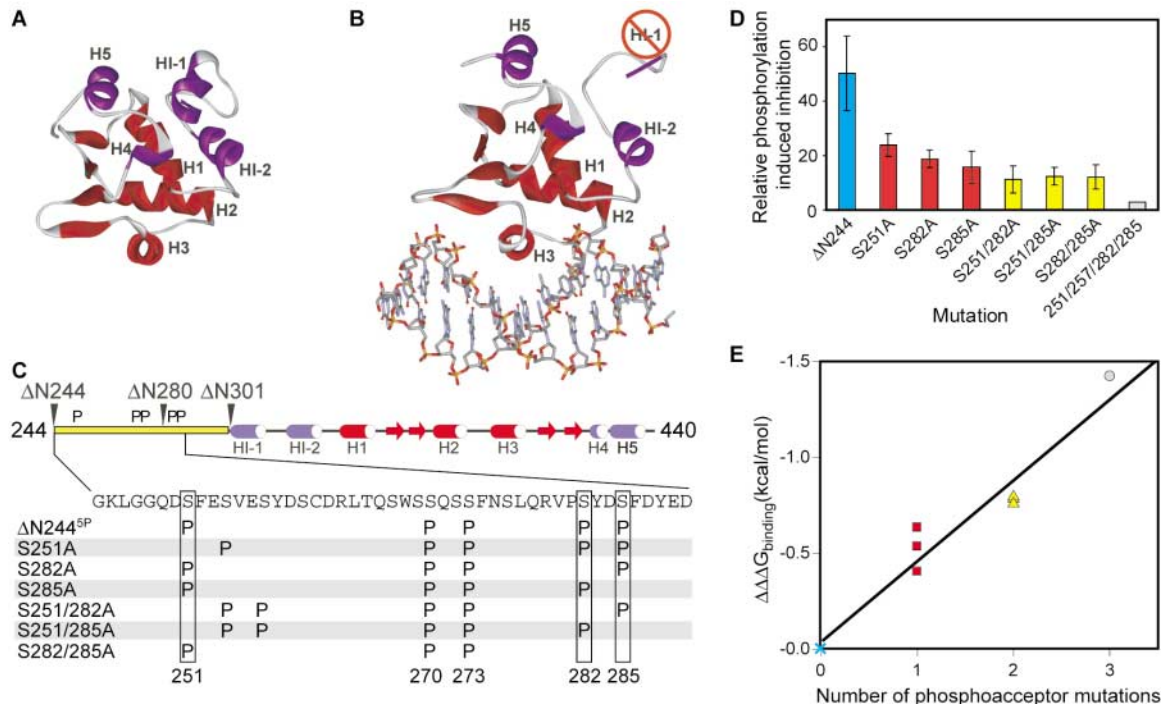 A
H5
HI-1
H4
H1
HI-2
H2
H3
B
H5
HI-1
H4
HI-2
H1
H2
H3
C
ΔN244
ΔN280
ΔN301
P
PP
PP
244
440
HI-1
HI-2
H1
H2
H3
H4
H5
GKLGGQDSFESVESYDSCDRLTQSWSSQSSFNSLQRVPSYDSFDYED
ΔN244⁵ᴾ P P P P P
S251A P P P P P
S282A P P P P
S285A P P P P
S251/282A P P P P P
S251/285A P P P P P
S282/285A P P P
251 270 273 282 285
D
Relative phosphorylation
induced inhibition
60
40
20
0
ΔN244
S251A
S282A
S285A
S251/282A
S251/285A
S282/285A
251/257/282/285
Mutation
E
ΔΔΔG binding (kcal/mol)
-1.5
-1.0
-0.5
-0.0
0 1 2 3
Number of phosphoacceptor mutations